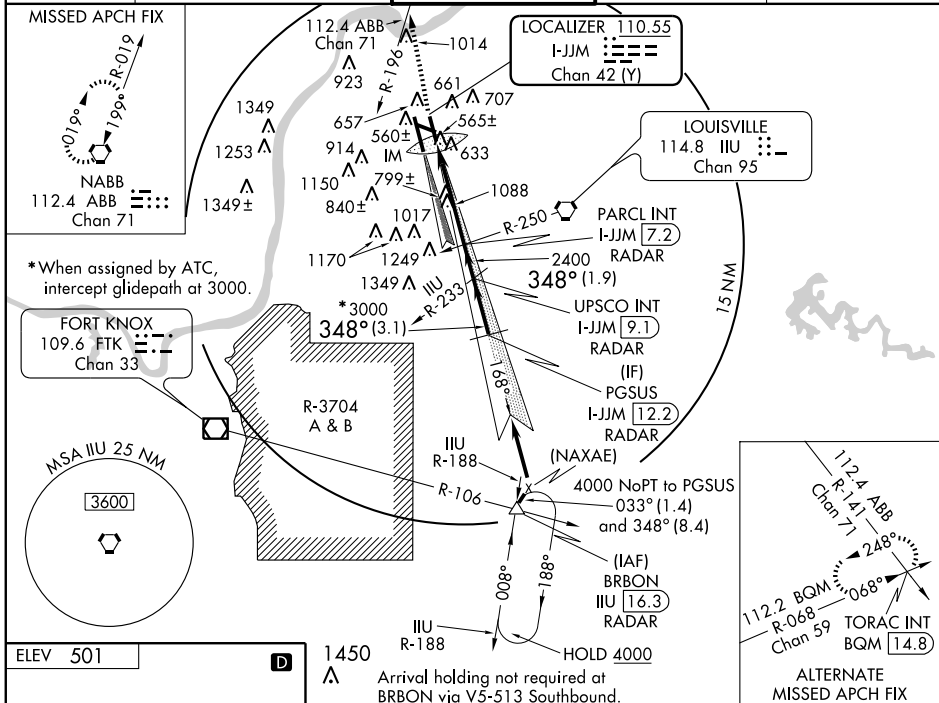 MISSED APCH FIX
R-019
019°
199°
NABB
112.4 ABB
Chan 71
112.4 ABB
Chan 71
R-196
1014
923
661
707
657
565±
560±
IM
633
1349
1253
914
1150
799±
1349±
840±
1088
1017
1170
1249
1349
LOCALIZER 110.55
I-JJM
Chan 42 (Y)
LOUISVILLE
114.8 IIU
Chan 95
R-250
PARCL INT
I-JJM 7.2
RADAR
2400
348° (1.9)
IIU
R-233
UPSCO INT
I-JJM 9.1
RADAR
15 NM
*When assigned by ATC,
intercept glidepath at 3000.
*3000
348° (3.1)
FORT KNOX
109.6 FTK
Chan 33
(IF)
PGSUS
I-JJM 12.2
RADAR
168°
R-3704
A & B
IIU
R-188
(NAXAE)
X
R-106
4000 NoPT to PGSUS
033° (1.4)
and 348° (8.4)
MSA IIU 25 NM
3600
(IAF)
BRBON
IIU 16.3
RADAR
008°
188°
IIU
R-188
HOLD 4000
112.4 ABB
R-141
Chan 71
248°
068°
112.2 BQM
R-068
Chan 59
TORAC INT
BQM 14.8
ALTERNATE
MISSED APCH FIX
ELEV 501
D
1450
Arrival holding not required at
BRBON via V5-513 Southbound.